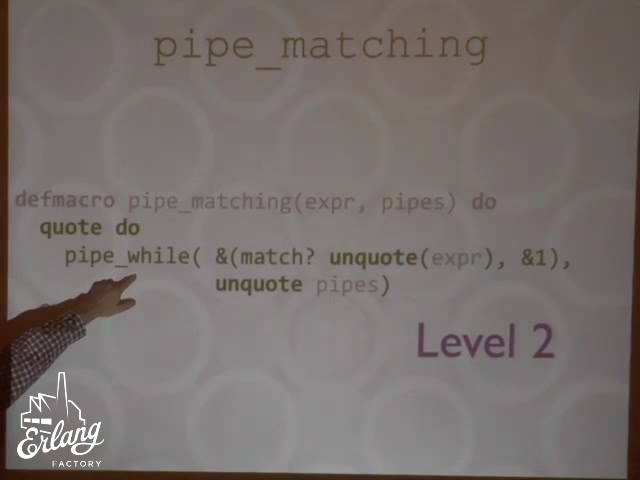 pipe_matching
defmacro pipe_matching(expr, pipes) do
quote do
pipe_while( &(match? unquote(expr), &1),
unquote pipes)
Level 2
Erlang
FACTORY